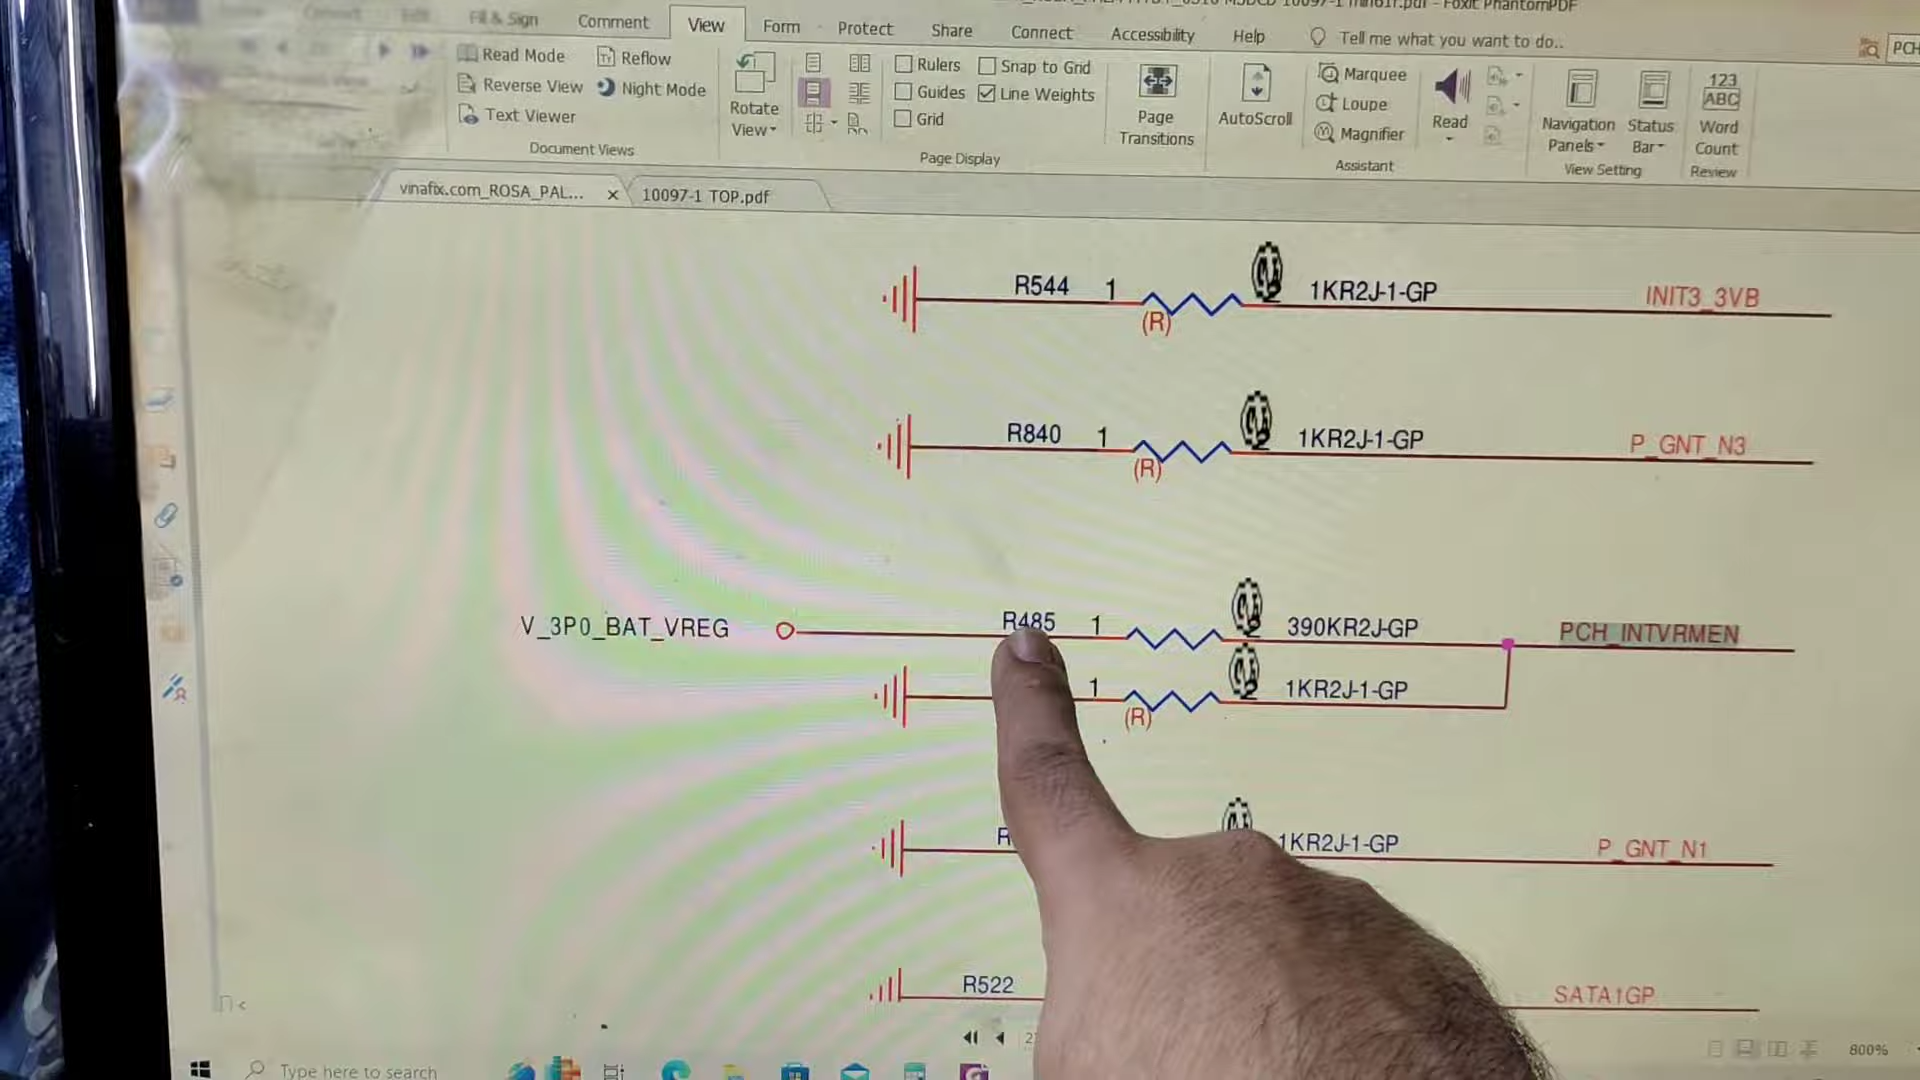 Fill & Sign
Comment
View
Form
Protect
Share
Connect
Accessibility
Help
Tell me what you want to do..
PCH
Read Mode
Reflow
Reverse View
Night Mode
Text Viewer
Document Views
Rotate
View
Rulers
Snap to Grid
Guides
Line Weights
Grid
Page Display
Page
Transitions
AutoScroll
Marquee
Loupe
Magnifier
Assistant
Read
Navigation
Panels
Status
Bar
View Setting
123
ABC
Word
Count
Review
vinafix.com_ROSA_PAL...
10097-1 TOP.pdf
R544 1 1KR2J-1-GP INIT3_3VB
(R)
R840 1 1KR2J-1-GP P_GNT_N3
(R)
V_3P0_BAT_VREG R485 1 390KR2J-GP PCH_INTVRMEN
1 1KR2J-1-GP
(R)
1KR2J-1-GP P_GNT_N1
R522 SATA1GP
Type here to search
800%